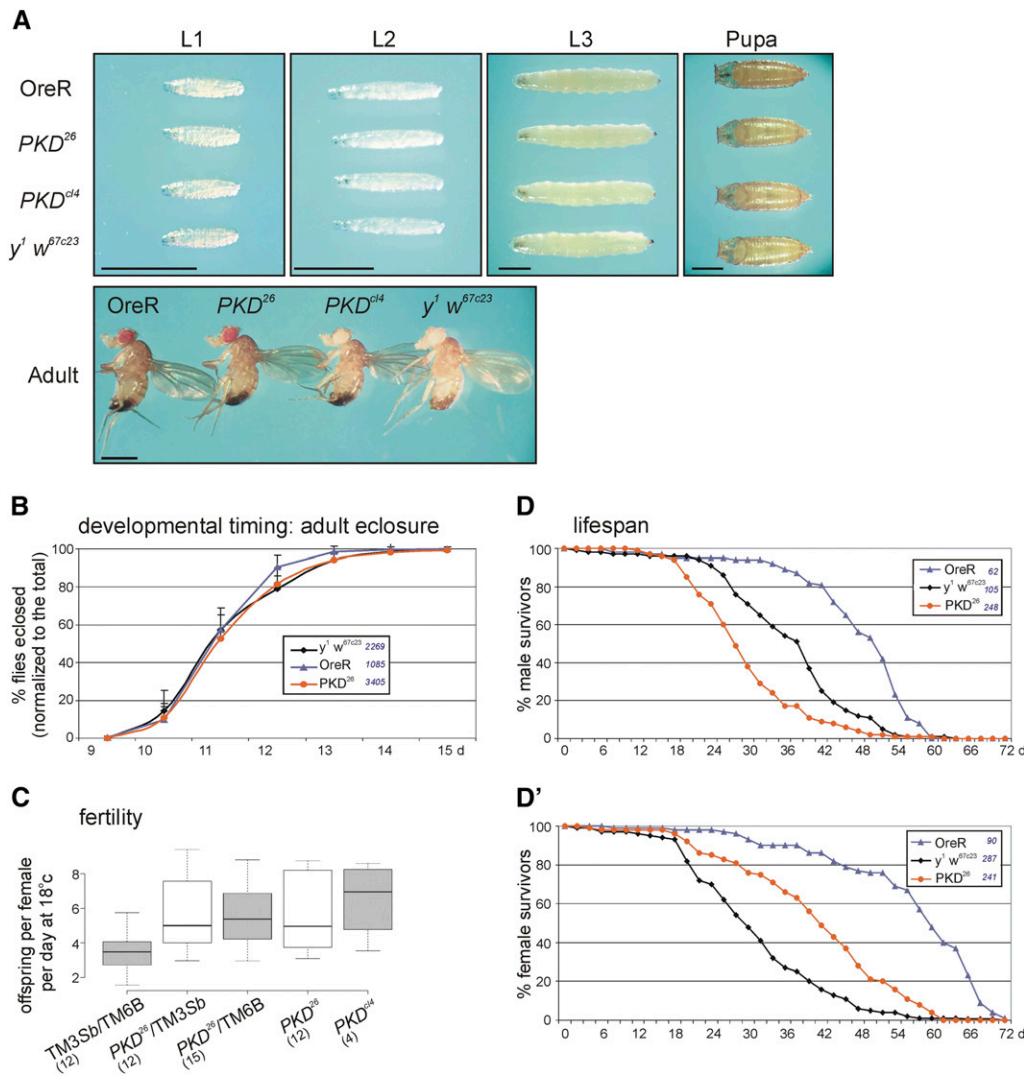 A
L1 L2 L3 Pupa
OreR
PKD26
PKDcl4
y1 w67c23
OreR PKD26 PKDcl4 y1 w67c23
Adult
B
developmental timing: adult eclosure
% flies eclosed
(normalized to the total)
100
80
60
40
20
0
y1 w67c23 2269
OreR 1085
PKD26 3405
9 10 11 12 13 14 15 d
C
fertility
offspring per female
per day at 18°c
8
6
4
2
TM3Sb/TM6B
(12)
PKD26/TM3Sb
(12)
PKD26/TM6B
(15)
PKD26
(12)
PKDcl4
(4)
D
lifespan
% male survivors
100
80
60
40
20
0
OreR 62
y1 w67c23 105
PKD26 248
0 6 12 18 24 30 36 42 48 54 60 66 72 d
D'
% female survivors
100
80
60
40
20
0
OreR 90
y1 w67c23 287
PKD26 241
0 6 12 18 24 30 36 42 48 54 60 66 72 d